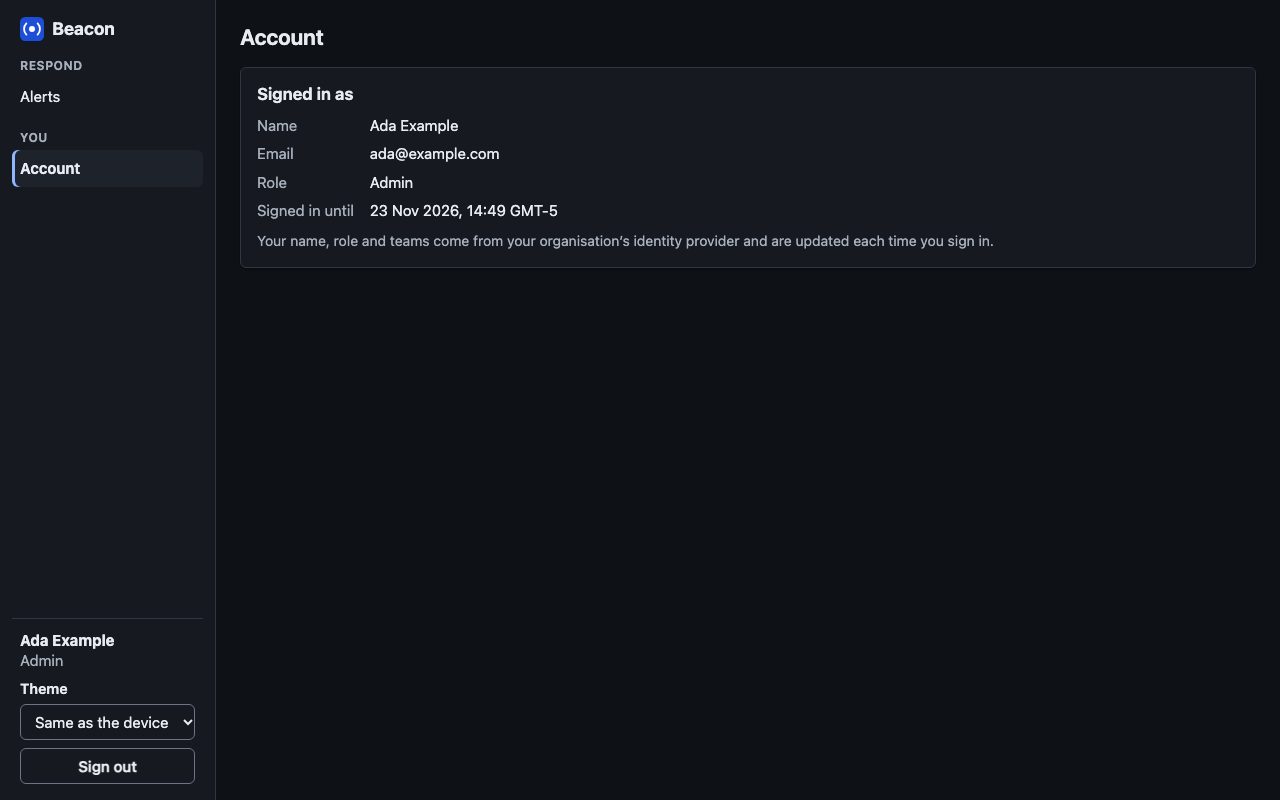 Beacon
RESPOND
Alerts
YOU
Account
Ada Example
Admin
Theme
Same as the device
Sign out
Account
Signed in as
Name Ada Example
Email ada@example.com
Role Admin
Signed in until 23 Nov 2026, 14:49 GMT-5
Your name, role and teams come from your organisation’s identity provider and are updated each time you sign in.